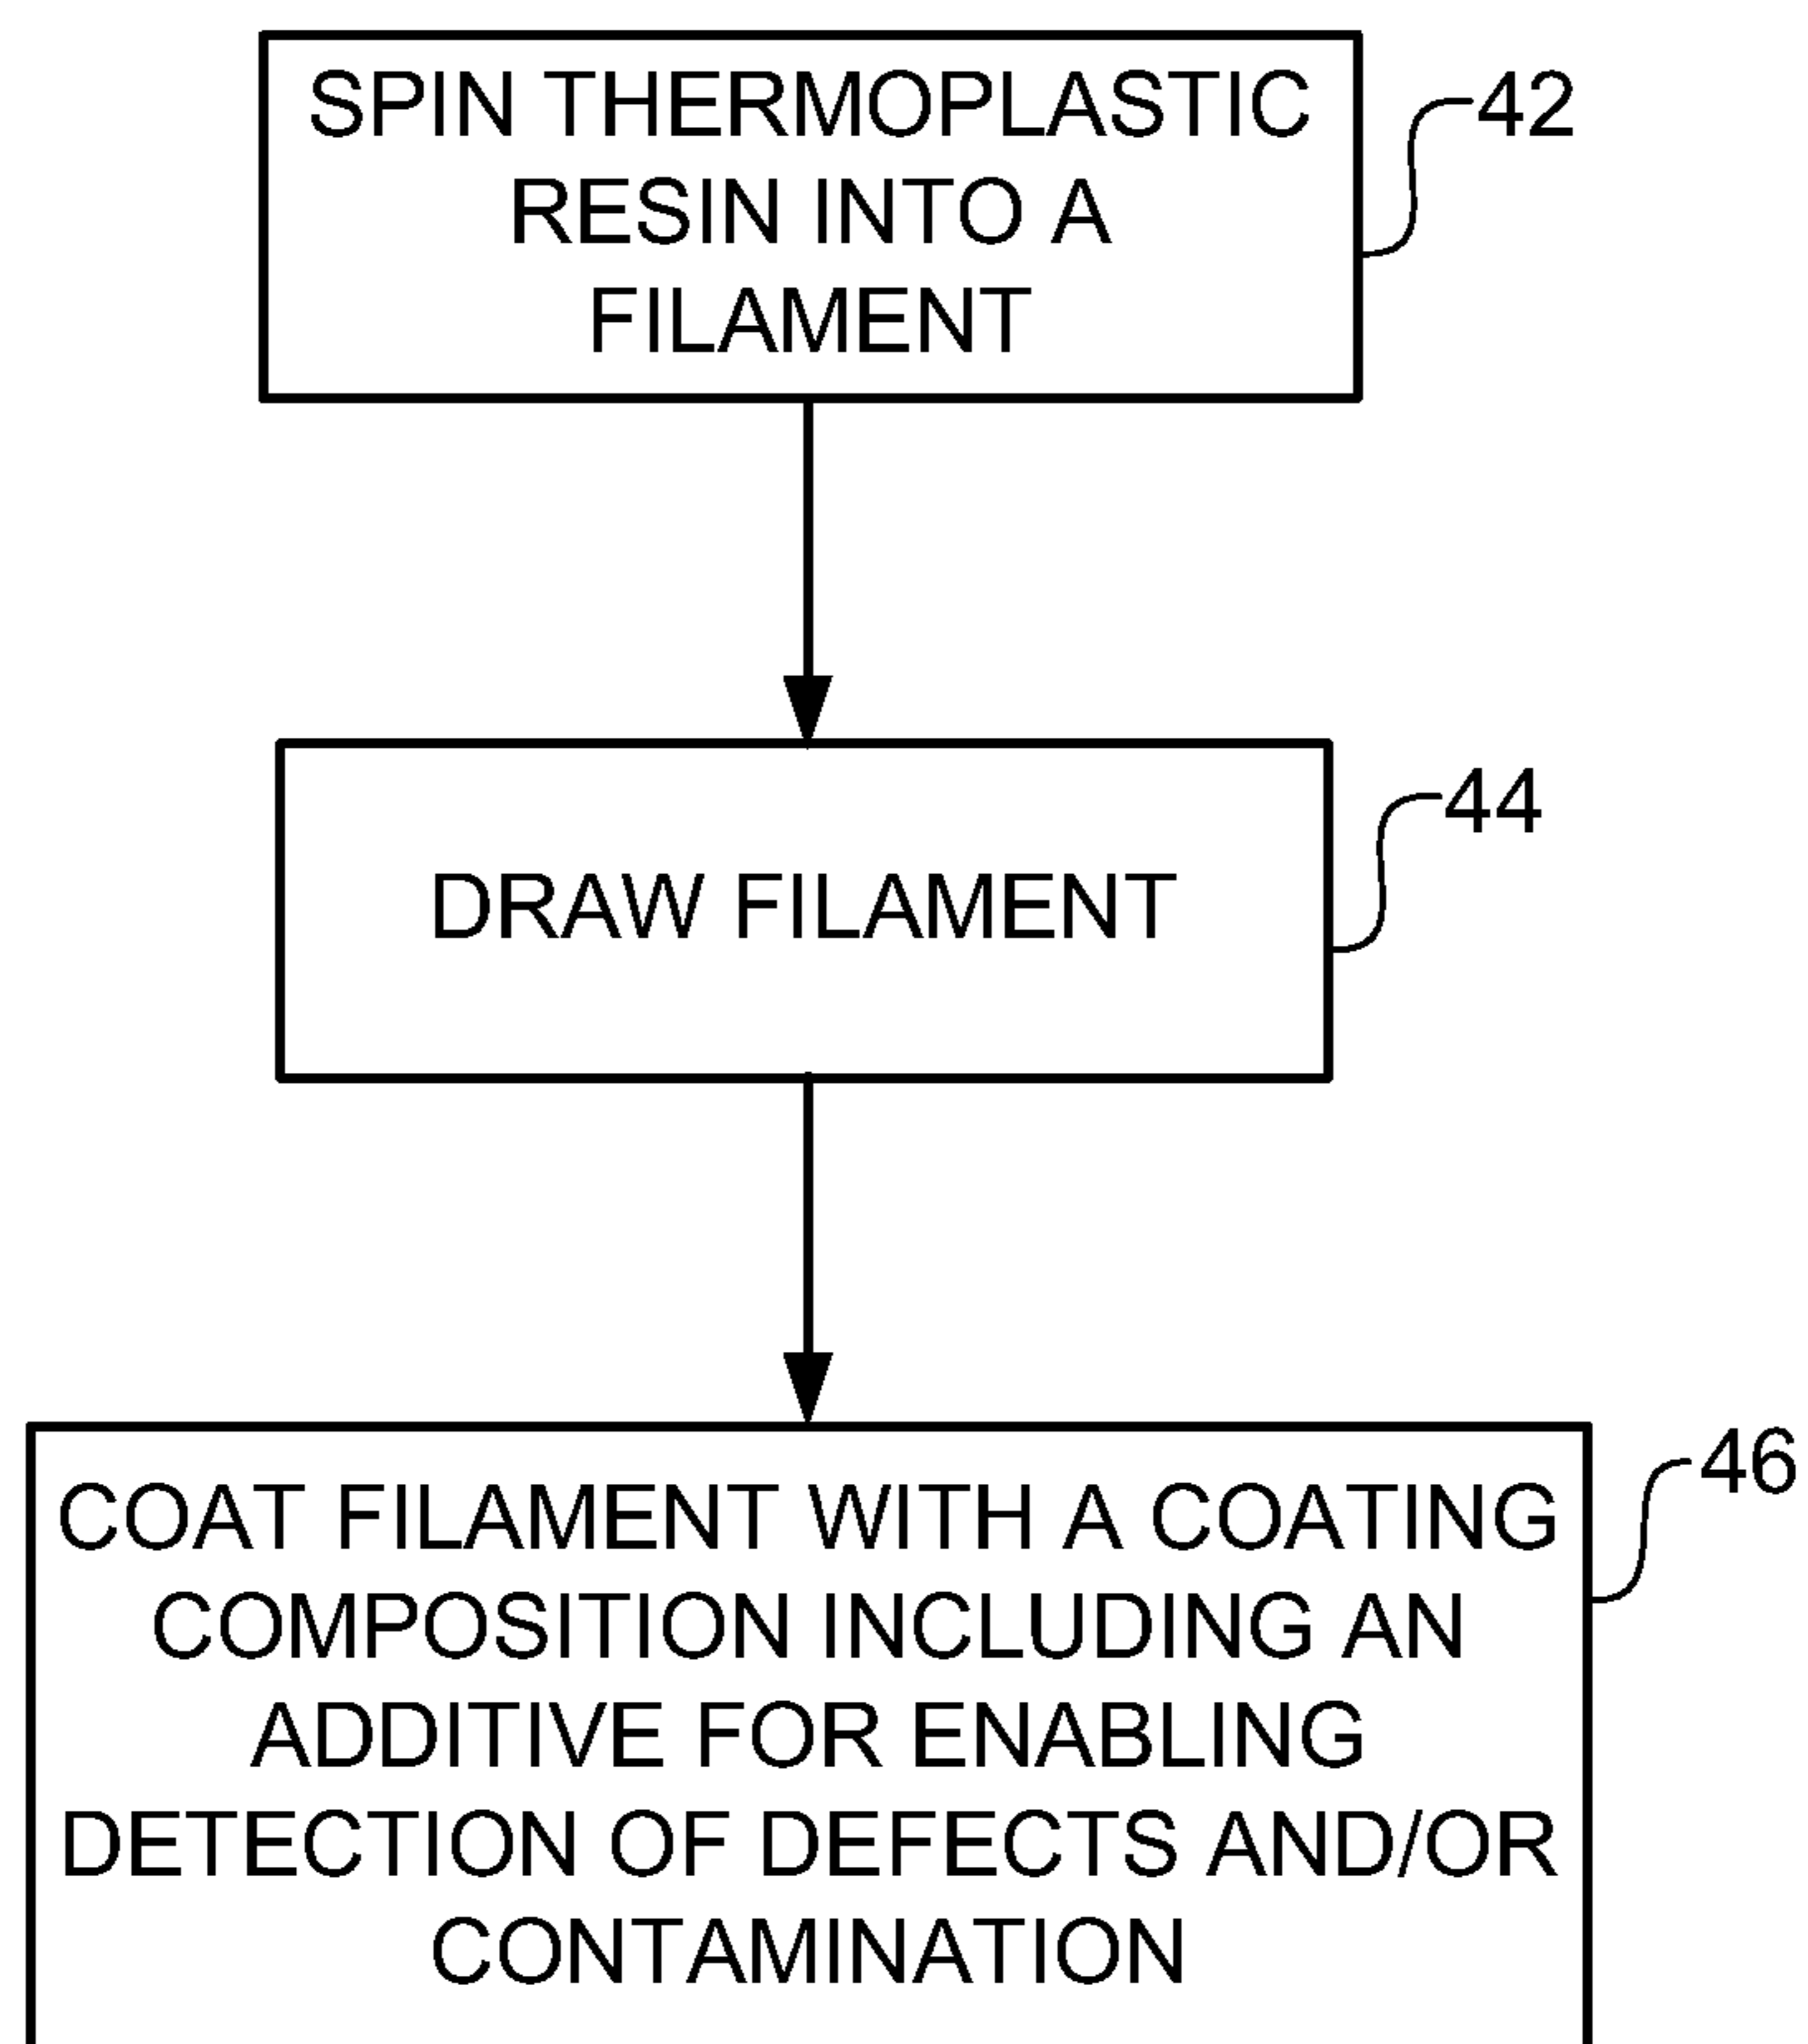 SPIN THERMOPLASTIC
RESIN INTO A
FILAMENT
42
DRAW FILAMENT
44
COAT FILAMENT WITH A COATING
COMPOSITION INCLUDING AN
ADDITIVE FOR ENABLING
DETECTION OF DEFECTS AND/OR
CONTAMINATION
46